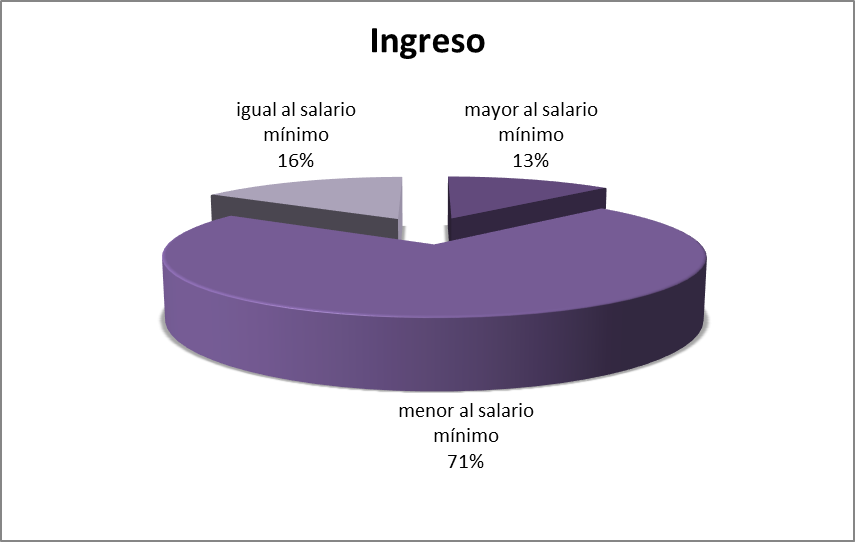 Ingreso
igual al salario
mínimo
16%
mayor al salario
mínimo
13%
menor al salario
mínimo
71%